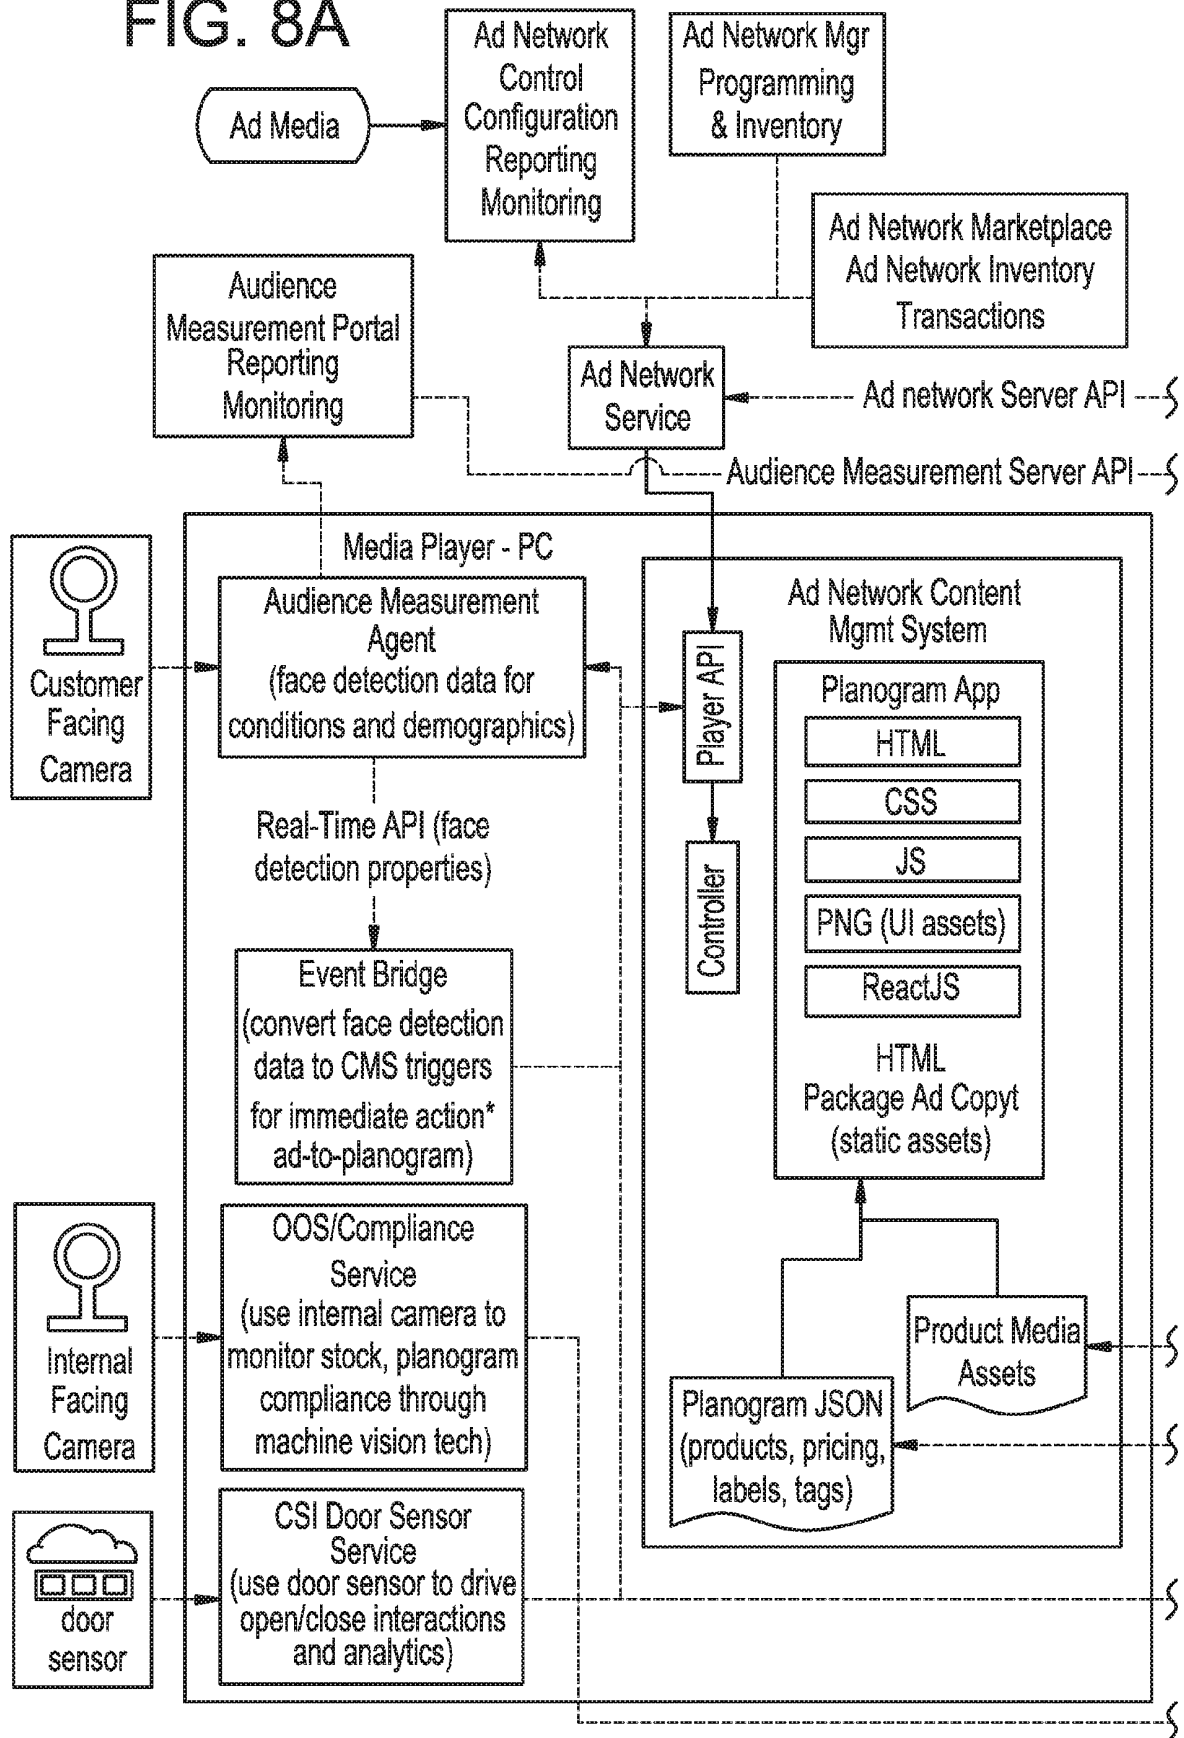 FIG. 8A
Ad Media
Ad Network
Control
Configuration
Reporting
Monitoring
Ad Network Mgr
Programming
& Inventory
Ad Network Marketplace
Ad Network Inventory
Transactions
Audience
Measurement Portal
Reporting
Monitoring
Ad Network
Service
Ad network Server API
Audience Measurement Server API
Media Player - PC
Customer
Facing
Camera
Audience Measurement
Agent
(face detection data for
conditions and demographics)
Real-Time API (face
detection properties)
Event Bridge
(convert face detection
data to CMS triggers
for immediate action*
ad-to-planogram)
Ad Network Content
Mgmt System
Player API
Controller
Planogram App
HTML
CSS
JS
PNG (UI assets)
ReactJS
HTML
Package Ad Copyt
(static assets)
Internal
Facing
Camera
OOS/Compliance
Service
(use internal camera to
monitor stock, planogram
compliance through
machine vision tech)
Product Media
Assets
Planogram JSON
(products, pricing,
labels, tags)
door
sensor
CSI Door Sensor
Service
(use door sensor to drive
open/close interactions
and analytics)